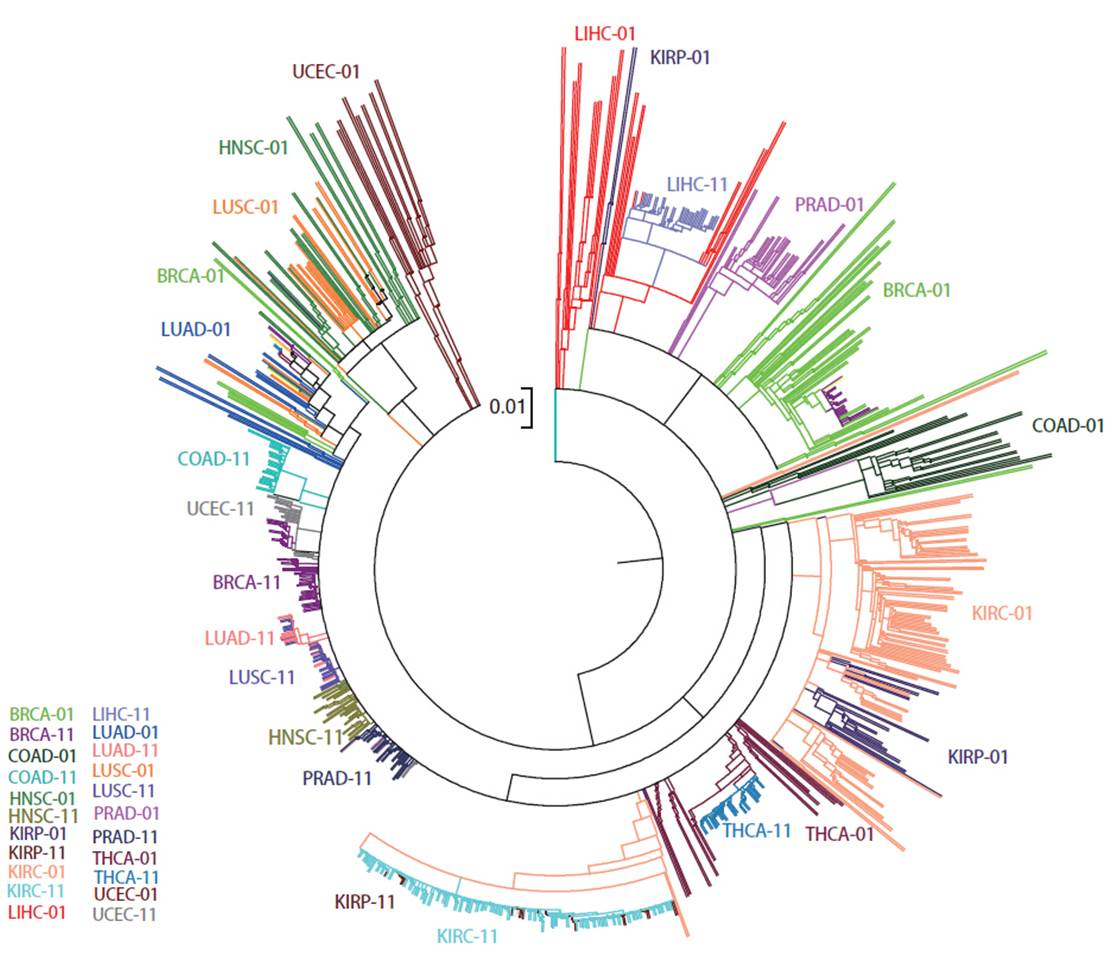 LIHC-01
KIRP-01
UCEC-01
HNSC-01
LIHC-11
LUSC-01
PRAD-01
BRCA-01
BRCA-01
LUAD-01
0.01
COAD-01
COAD-11
UCEC-11
BRCA-11
KIRC-01
LUAD-11
LUSC-11
HNSC-11
KIRP-01
PRAD-11
THCA-11
THCA-01
KIRP-11
KIRC-11
BRCA-01 LIHC-11
BRCA-11 LUAD-01
COAD-01 LUAD-11
COAD-11 LUSC-01
HNSC-01 LUSC-11
HNSC-11 PRAD-01
KIRP-01 PRAD-11
KIRP-11 THCA-01
KIRC-01 THCA-11
KIRC-11 UCEC-01
LIHC-01 UCEC-11